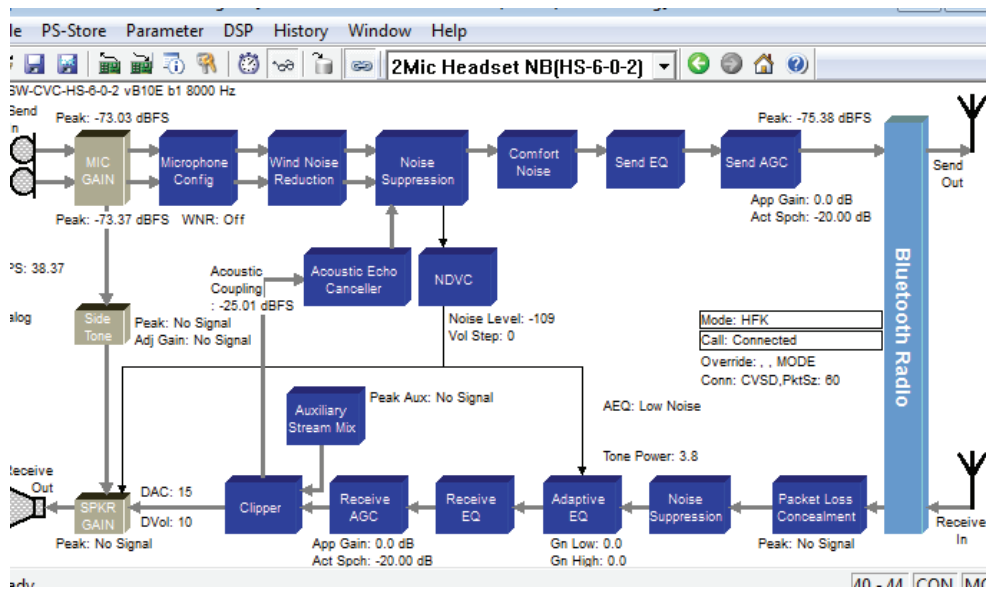 PS-Store Parameter DSP History Window Help
2Mic Headset NB(HS-6-0-2)
SW-CVC-HS-6-0-2 vB10E b1 8000 Hz
Send
Peak: -73.03 dBFS
Peak: -75.38 dBFS
MIC
GAIN
Microphone
Config
Wind Noise
Reduction
Noise
Suppression
Comfort
Noise
Send EQ
Send AGC
Send
Out
App Gain: 0.0 dB
Act Spch: -20.00 dB
Peak: -73.37 dBFS WNR: Off
PS: 38.37
Acoustic
Coupling
: -25.01 dBFS
Acoustic Echo
Canceller
NDVC
Noise Level: -109
Vol Step: 0
Bluetooth Radio
Mode: HFK
Call: Connected
Override: , , MODE
Conn: CVSD,PktSz: 60
Side
Tone
Peak: No Signal
Adj Gain: No Signal
Peak Aux: No Signal
Auxiliary
Stream Mix
AEQ: Low Noise
Tone Power: 3.8
Receive
Out
SPKR
GAIN
DAC: 15
DVol: 10
Clipper
Receive
AGC
Receive
EQ
Adaptive
EQ
Noise
Suppression
Packet Loss
Concealment
Receive
In
Peak: No Signal
App Gain: 0.0 dB
Act Spch: -20.00 dB
Gn Low: 0.0
Gn High: 0.0
Peak: No Signal
40 - 44 CON